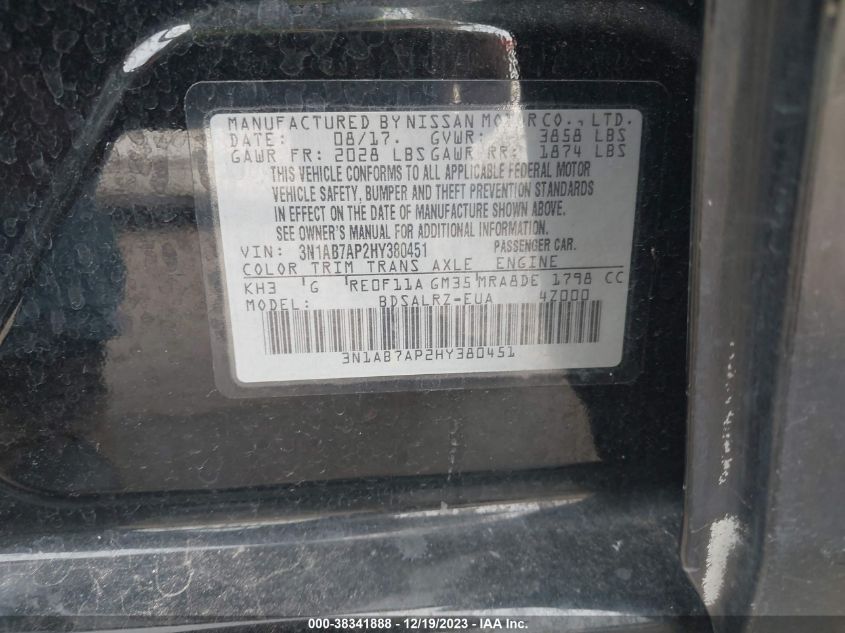 MANUFACTURED BY NISSAN MOTOR CO., LTD.
DATE: 08/17. GVWR: 3858 LBS
GAWR FR: 2028 LBS GAWR RR: 1874 LBS
THIS VEHICLE CONFORMS TO ALL APPLICABLE FEDERAL MOTOR
VEHICLE SAFETY, BUMPER AND THEFT PREVENTION STANDARDS
IN EFFECT ON THE DATE OF MANUFACTURE SHOWN ABOVE.
SEE OWNER'S MANUAL FOR ADDITIONAL INFORMATION.
VIN: 3N1AB7AP2HY380451 PASSENGER CAR.
COLOR TRIM TRANS AXLE ENGINE
KH3 'G 'RE0F11A GM35'MRA8DE 1798 CC
MODEL: BDSALRZ-EUA 4Z000
3N1AB7AP2HY380451
000-38341888 - 12/19/2023 - IAA Inc.